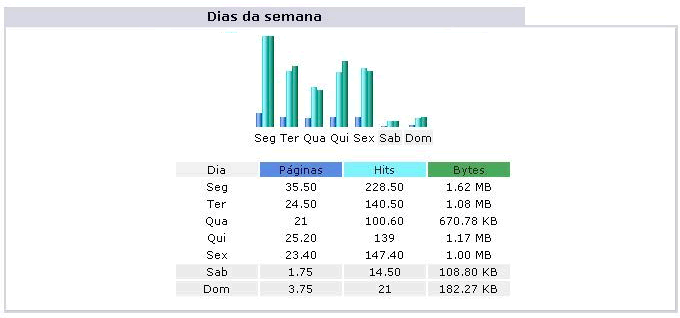 Dias da semana
Seg Ter Qua Qui Sex Sab Dom
Dia Páginas Hits Bytes
Seg 35.50 228.50 1.62 MB
Ter 24.50 140.50 1.08 MB
Qua 21 100.60 670.78 KB
Qui 25.20 139 1.17 MB
Sex 23.40 147.40 1.00 MB
Sab 1.75 14.50 108.80 KB
Dom 3.75 21 182.27 KB